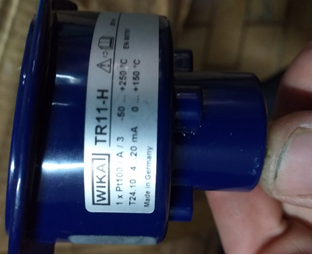 WIKA TR11-H
1 x Pt100 A / 3 -50 ... +250 °C
T24.10 4 ... 20 mA 0 ... +150 °C
Made in Germany